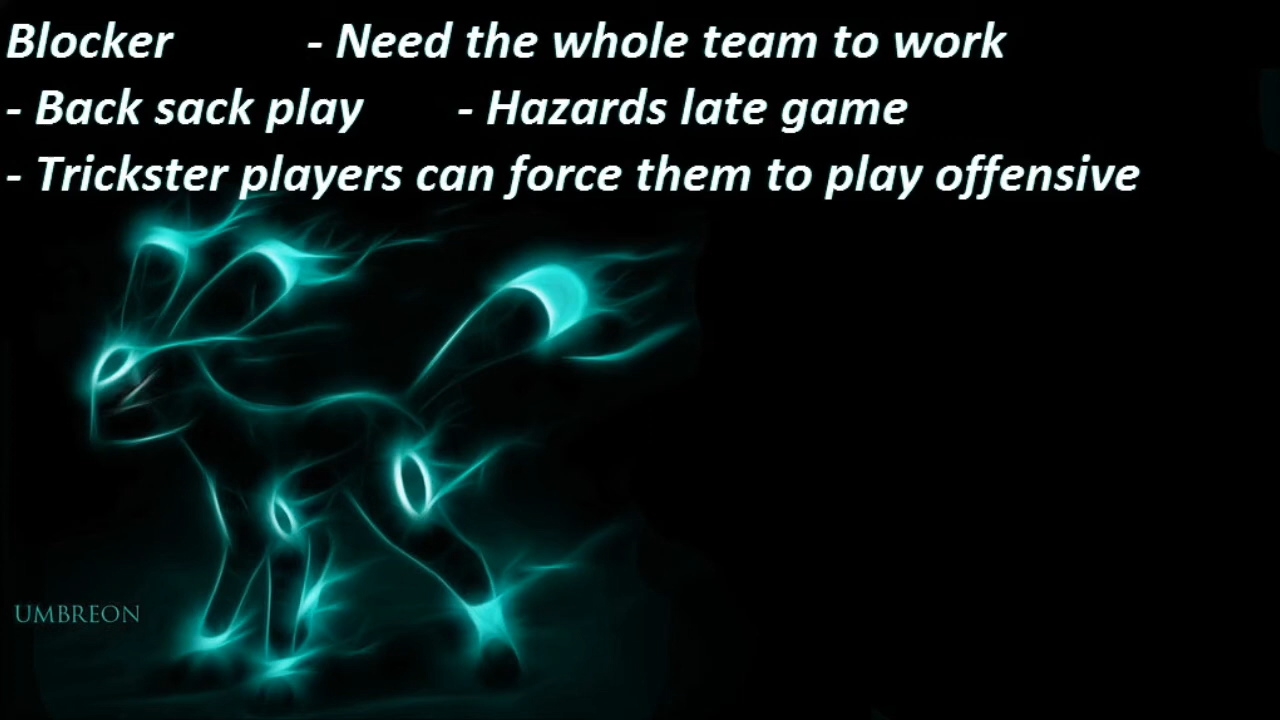 Blocker - Need the whole team to work
- Back sack play - Hazards late game
- Trickster players can force them to play offensive
UMBREON